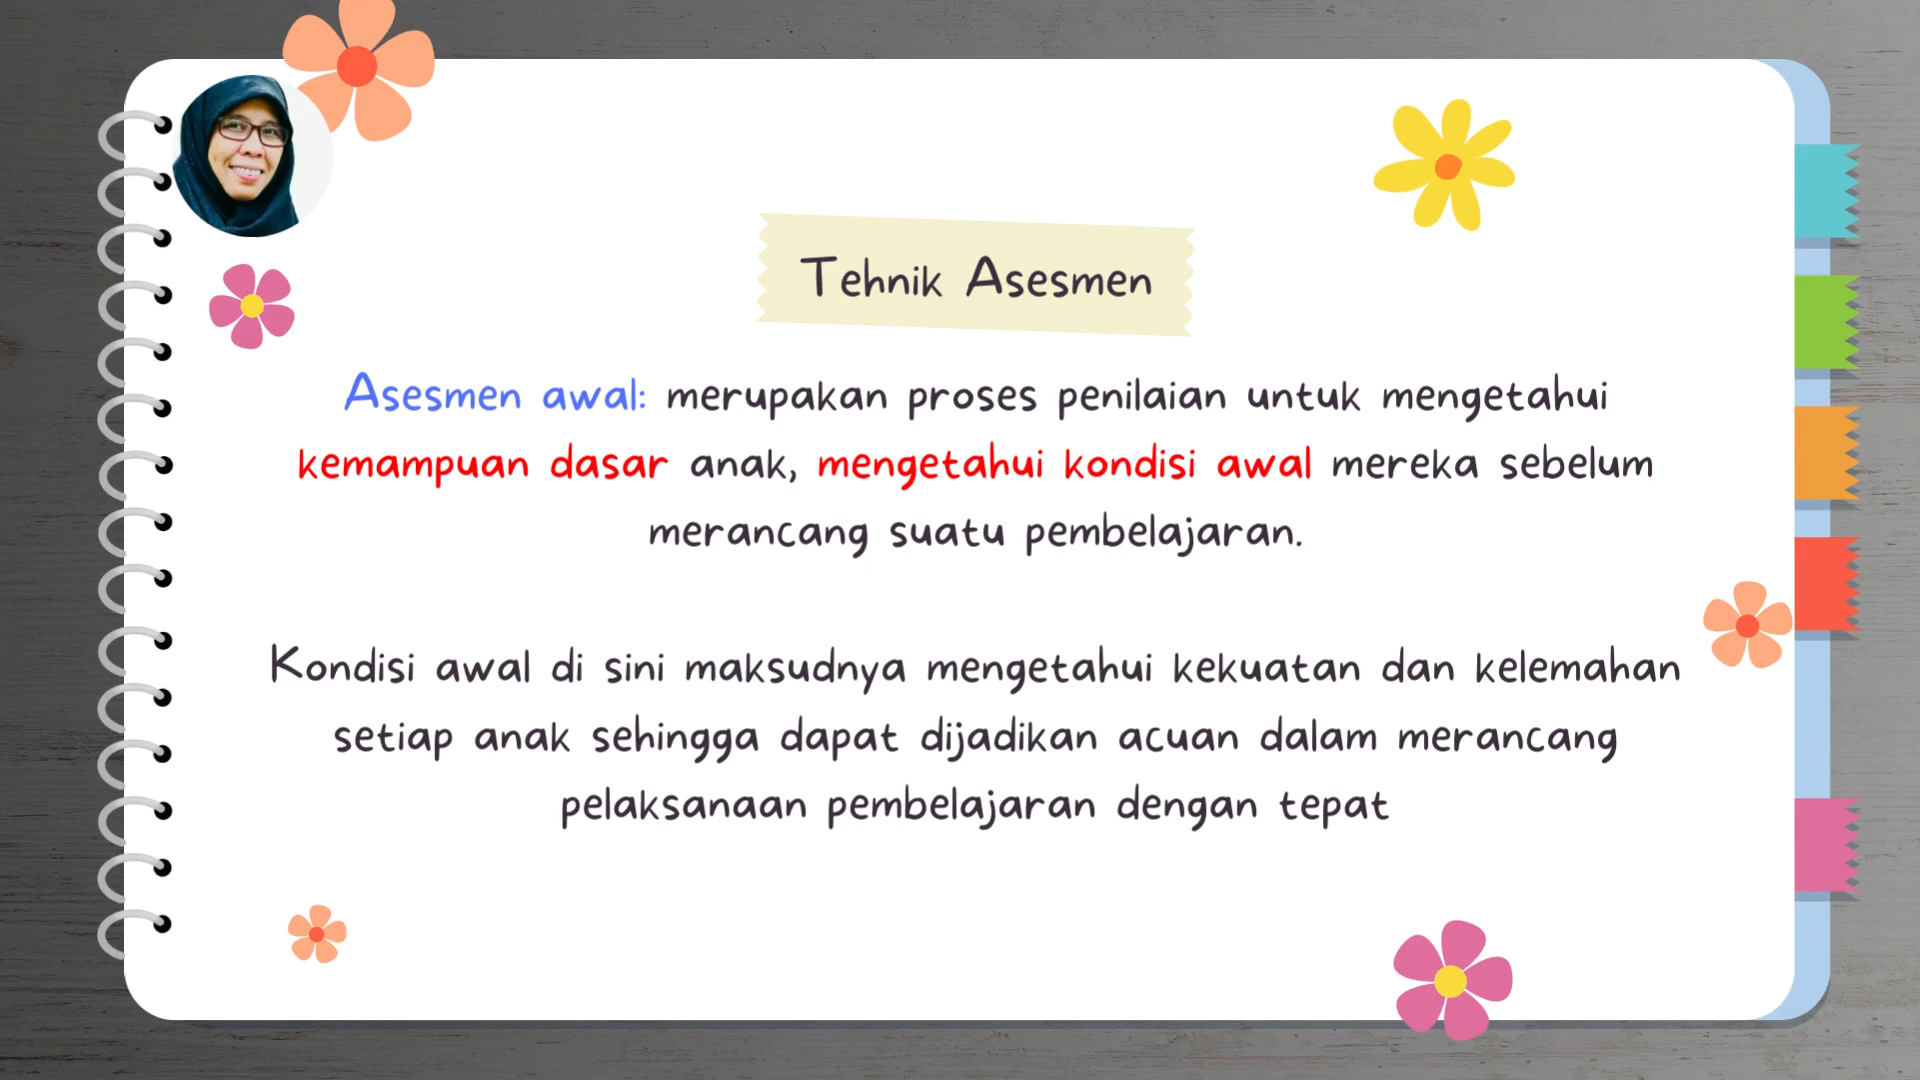 Tehnik Asesmen
Asesmen awal: merupakan proses penilaian untuk mengetahui
kemampuan dasar anak, mengetahui kondisi awal mereka sebelum
merancang suatu pembelajaran.
Kondisi awal di sini maksudnya mengetahui kekuatan dan kelemahan
setiap anak sehingga dapat dijadikan acuan dalam merancang
pelaksanaan pembelajaran dengan tepat